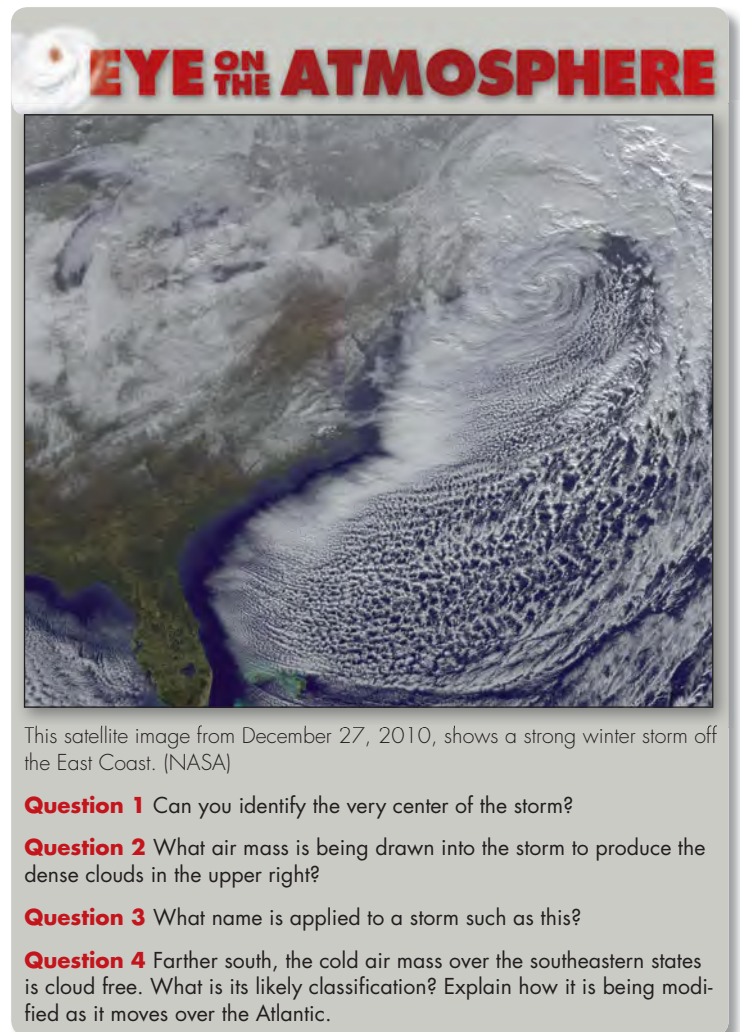 EYE ON THE ATMOSPHERE
This satellite image from December 27, 2010, shows a strong winter storm off
the East Coast. (NASA)
Question 1 Can you identify the very center of the storm?
Question 2 What air mass is being drawn into the storm to produce the
dense clouds in the upper right?
Question 3 What name is applied to a storm such as this?
Question 4 Farther south, the cold air mass over the southeastern states
is cloud free. What is its likely classification? Explain how it is being modi-
fied as it moves over the Atlantic.